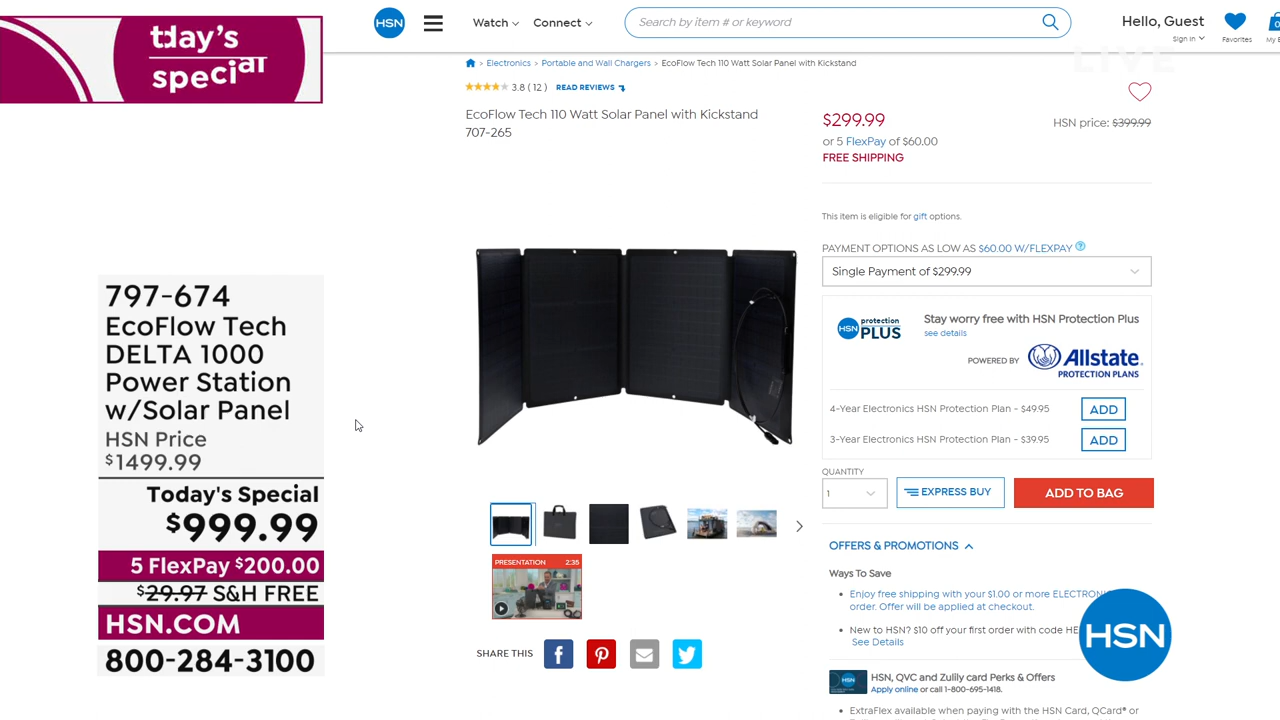 today's
special
797-674
EcoFlow Tech
DELTA 1000
Power Station
w/Solar Panel
HSN Price
$1499.99
Today's Special
$999.99
5 FlexPay $200.00
$29.97 S&H FREE
HSN.COM
800-284-3100
HSN
Watch
Connect
Search by item # or keyword
Hello, Guest
Sign In
Favorites
0
LIVE
Electronics > Portable and Wall Chargers > EcoFlow Tech 110 Watt Solar Panel with Kickstand
3.8 ( 12 ) READ REVIEWS
EcoFlow Tech 110 Watt Solar Panel with Kickstand
707-265
$299.99
HSN price: $399.99
or 5 FlexPay of $60.00
FREE SHIPPING
This item is eligible for gift options.
PAYMENT OPTIONS AS LOW AS $60.00 W/FLEXPAY ?
Single Payment of $299.99
HSN protection PLUS
Stay worry free with HSN Protection Plus
see details
POWERED BY Allstate
PROTECTION PLANS
4-Year Electronics HSN Protection Plan - $49.95 ADD
3-Year Electronics HSN Protection Plan - $39.95 ADD
QUANTITY
1
EXPRESS BUY
ADD TO BAG
PRESENTATION 2:35
SHARE THIS
OFFERS & PROMOTIONS
Ways To Save
Enjoy free shipping with your $1.00 or more ELECTRON
order. Offer will be applied at checkout.
New to HSN? $10 off your first order with code HE
See Details
HSN
HSN, QVC and Zulily card Perks & Offers
Apply online or call 1-800-695-1418.
ExtraFlex available when paying with the HSN Card, QCard® or